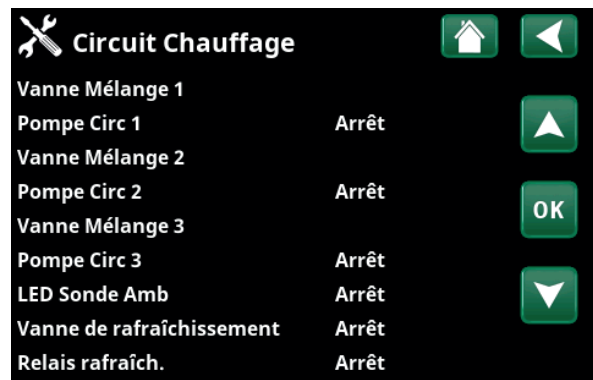 Circuit Chauffage
Vanne Mélange 1
Pompe Circ 1 Arrêt
Vanne Mélange 2
Pompe Circ 2 Arrêt
OK
Vanne Mélange 3
Pompe Circ 3 Arrêt
LED Sonde Amb Arrêt
Vanne de rafraîchissement Arrêt
Relais rafraîch. Arrêt